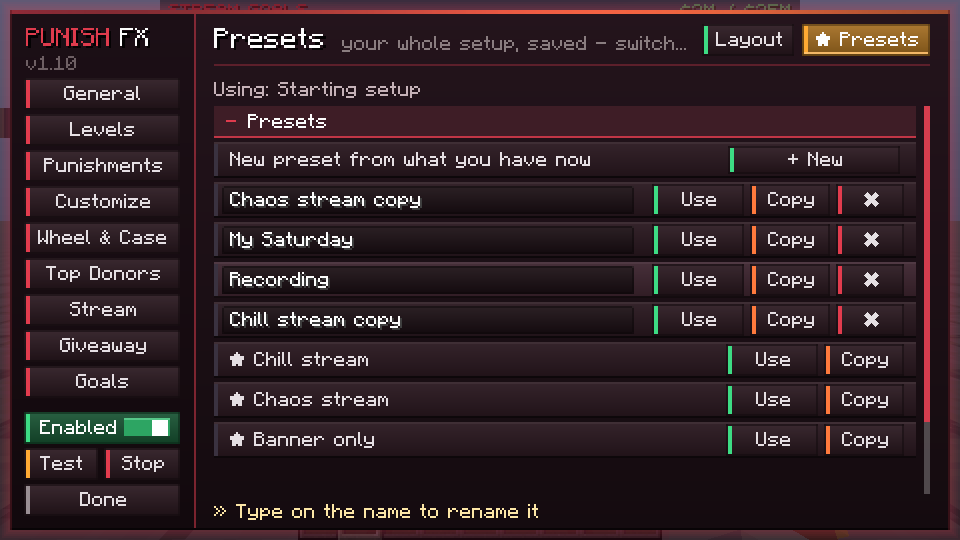 PUNISH FX
v1.10
General
Levels
Punishments
Customize
Wheel & Case
Top Donors
Stream
Giveaway
Goals
Enabled
Test Stop
Done
Presets your whole setup, saved – switch... Layout ★ Presets
Using: Starting setup
– Presets
New preset from what you have now + New
Chaos stream copy Use Copy ✖
My Saturday Use Copy ✖
Recording Use Copy ✖
Chill stream copy Use Copy ✖
★ Chill stream Use Copy
★ Chaos stream Use Copy
★ Banner only Use Copy
» Type on the name to rename it